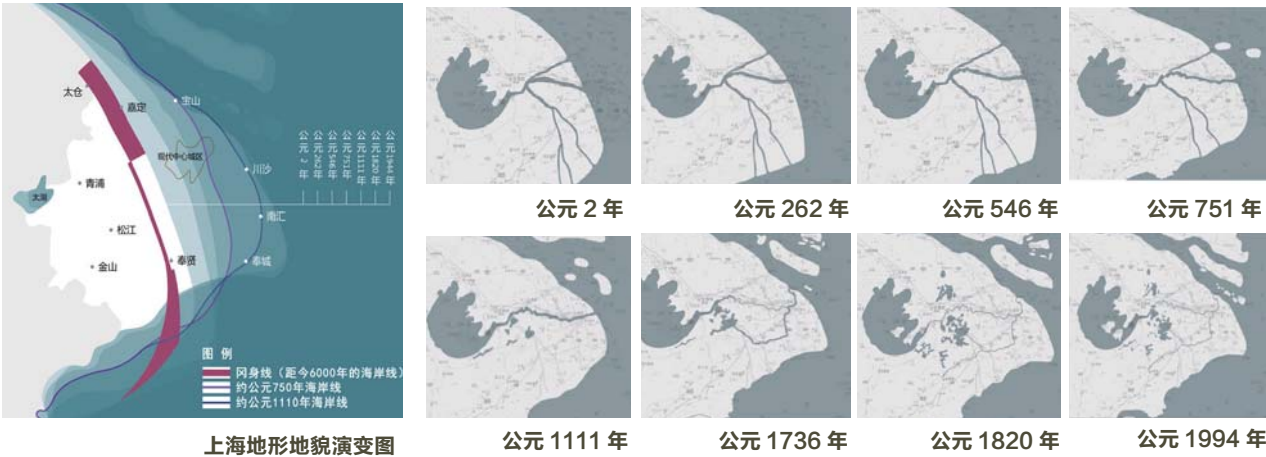 太仓
嘉定
宝山
现代中心城区
川沙
青浦
太湖
南汇
松江
奉贤
奉城
金山
公元 2 年
公元262年
公元546年
公元751年
公元1111年
公元1820年
公元1944年
图 例
冈身线（距今6000年的海岸线）
约公元750年海岸线
约公元1110年海岸线
上海地形地貌演变图
公元 2 年
公元 262 年
公元 546 年
公元 751 年
公元 1111 年
公元 1736 年
公元 1820 年
公元 1994 年